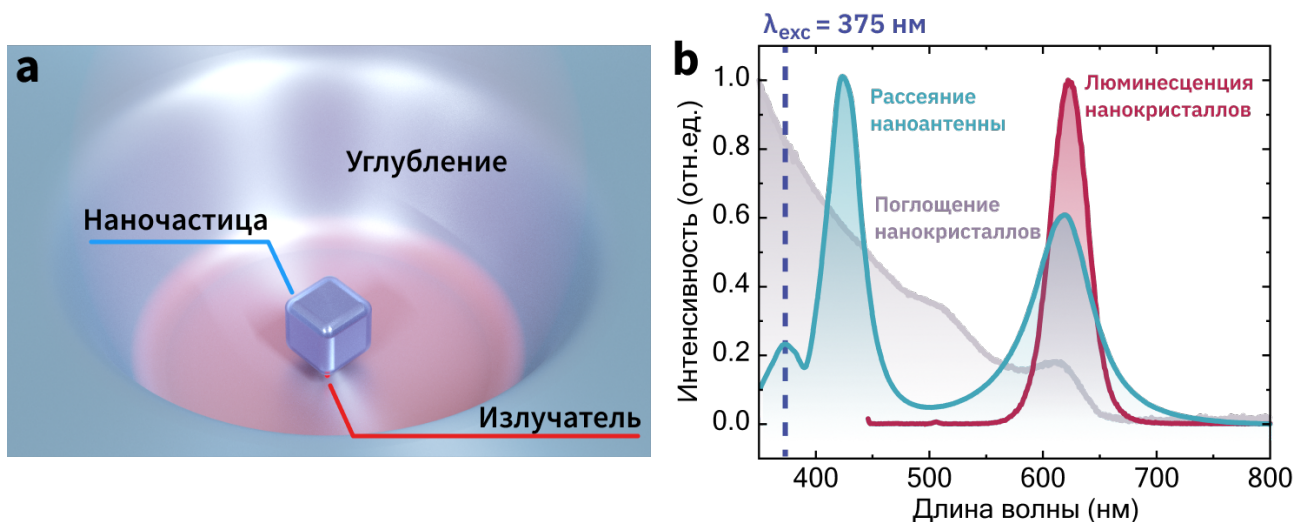 a
Углубление
Наночастица
Излучатель
b
λexc = 375 нм
Рассеяние
наноантенны
Люминесценция
нанокристаллов
Поглощение
нанокристаллов
Интенсивность (отн.ед.)
1.0
0.8
0.6
0.4
0.2
0.0
400
500
600
700
800
Длина волны (нм)